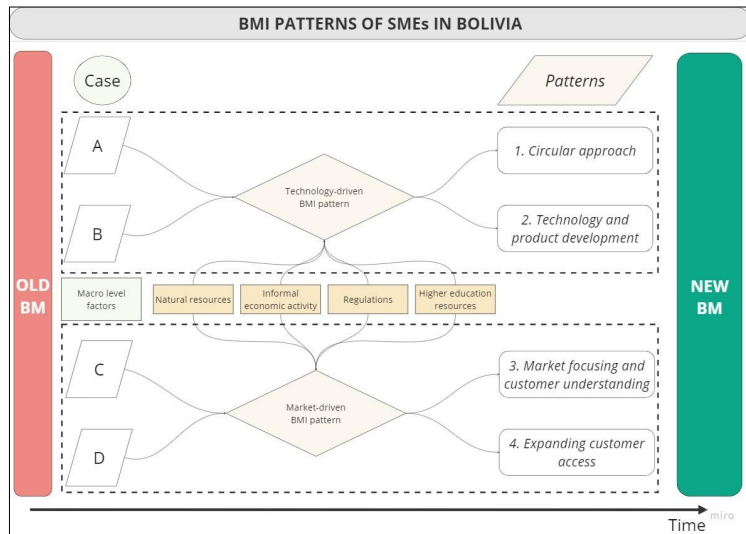 BMI PATTERNS OF SMEs IN BOLIVIA
Case
Patterns
OLD
BM
A
B
Technology-driven
BMI pattern
1. Circular approach
2. Technology and
product development
Macro level
factors
Natural resources
Informal
economic activity
Regulations
Higher education
resources
C
D
Market-driven
BMI pattern
3. Market focusing and
customer understanding
4. Expanding customer
access
NEW
BM
Time
miro